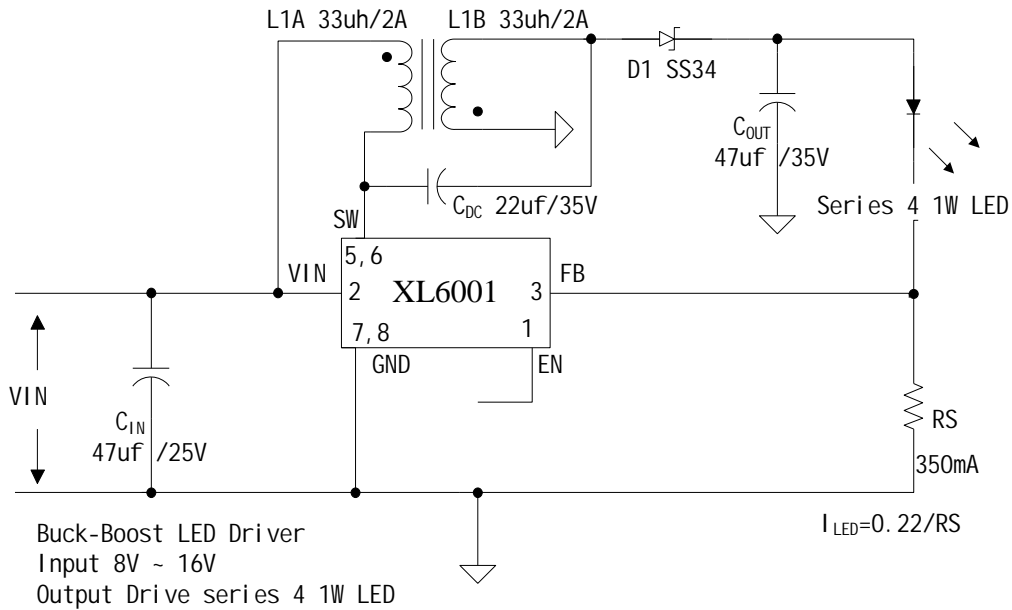 L1A 33uh/2A
L1B 33uh/2A
D1 SS34
COUT
47uf /35V
CDC 22uf/35V
Series 4 1W LED
SW
5,6
VIN
2
XL6001
3
FB
7,8
1
GND
EN
VIN
CIN
47uf /25V
RS
350mA
ILED=0.22/RS
Buck-Boost LED Driver
Input 8V ~ 16V
Output Drive series 4 1W LED